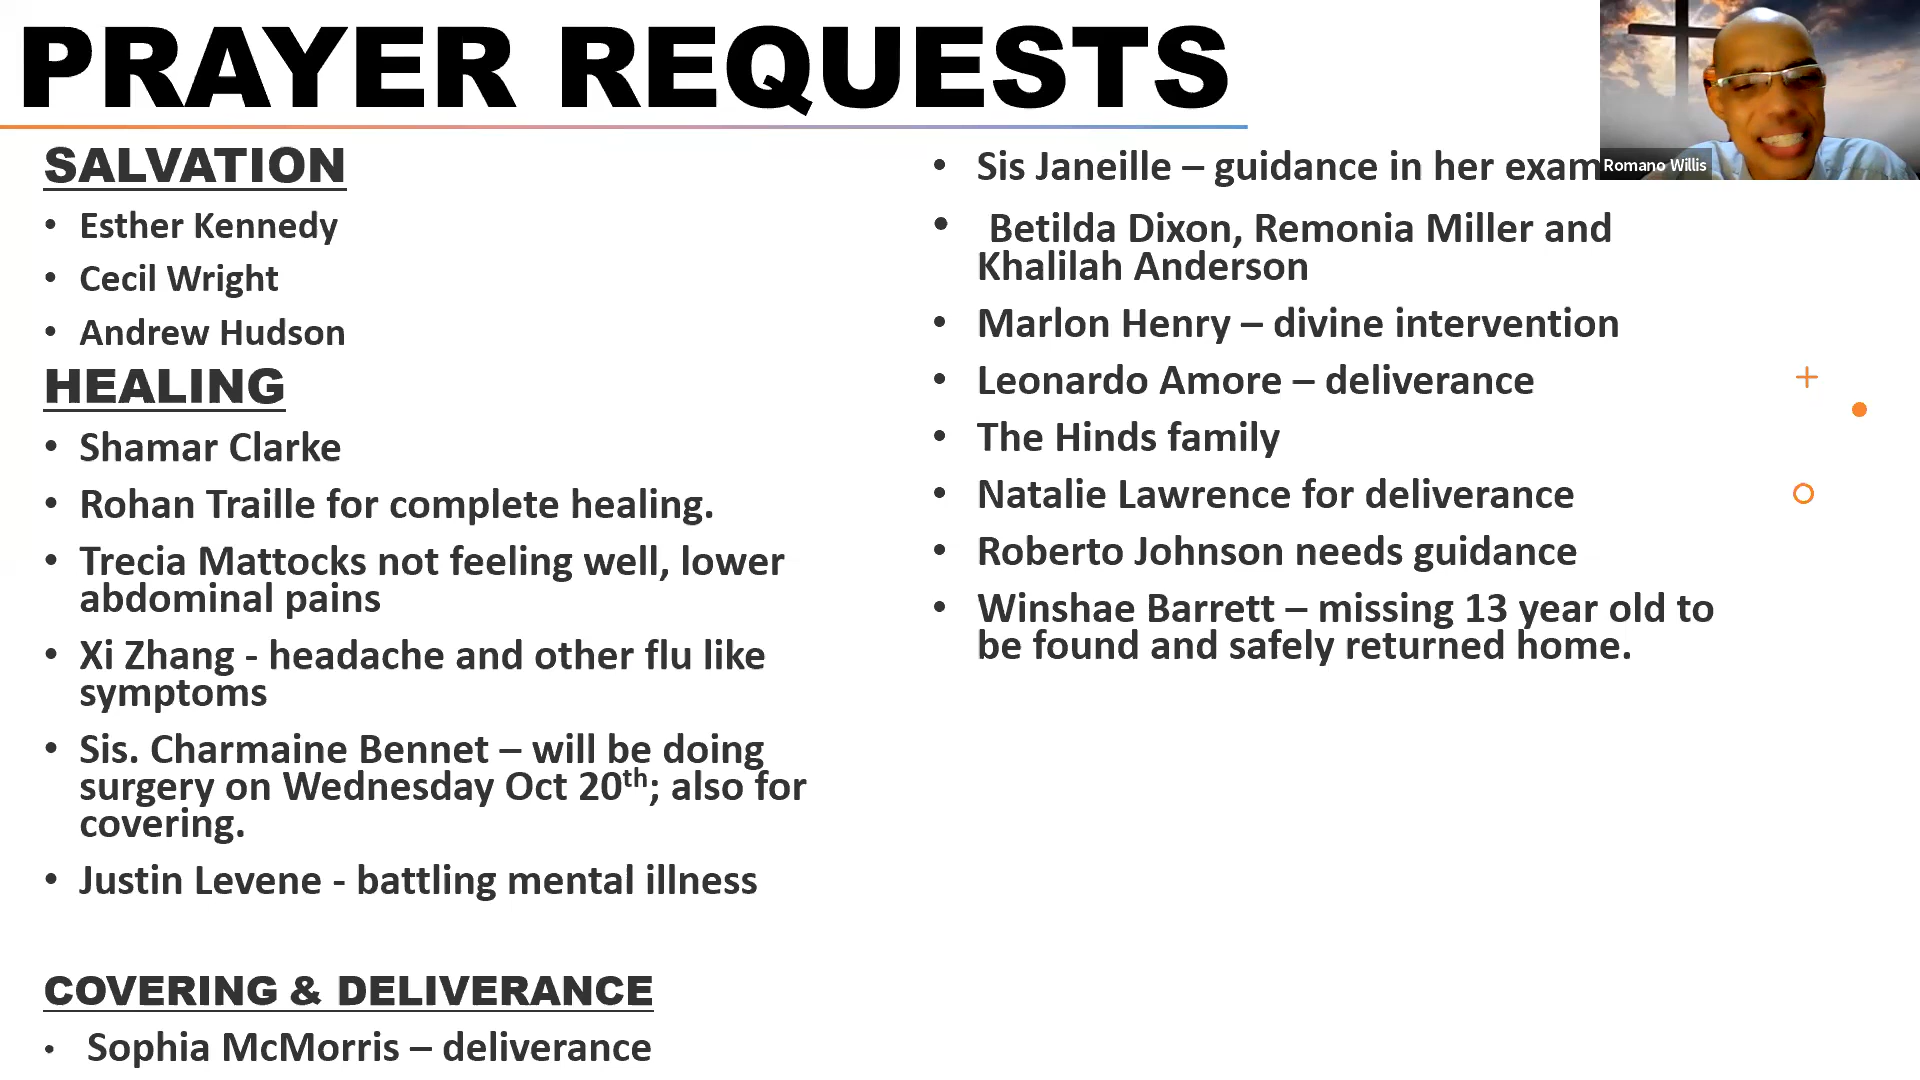 PRAYER REQUESTS
SALVATION
• Esther Kennedy
• Cecil Wright
• Andrew Hudson
HEALING
• Shamar Clarke
• Rohan Traille for complete healing.
• Trecia Mattocks not feeling well, lower
abdominal pains
• Xi Zhang - headache and other flu like
symptoms
• Sis. Charmaine Bennet – will be doing
surgery on Wednesday Oct 20th; also for
covering.
• Justin Levene - battling mental illness
COVERING & DELIVERANCE
• Sophia McMorris – deliverance
• Sis Janeille – guidance in her exam
• Betilda Dixon, Remonia Miller and
Khalilah Anderson
• Marlon Henry – divine intervention
• Leonardo Amore – deliverance
• The Hinds family
• Natalie Lawrence for deliverance
• Roberto Johnson needs guidance
• Winshae Barrett – missing 13 year old to
be found and safely returned home.
Romano Willis